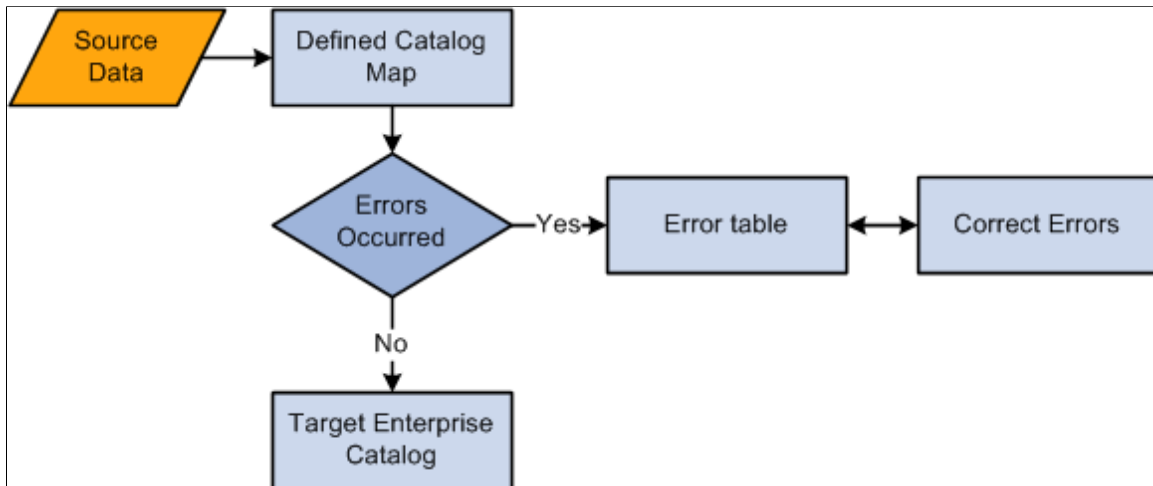 Source
Data
Defined Catalog
Map
Errors
Occurred
Yes
Error table
Correct Errors
No
Target Enterprise
Catalog